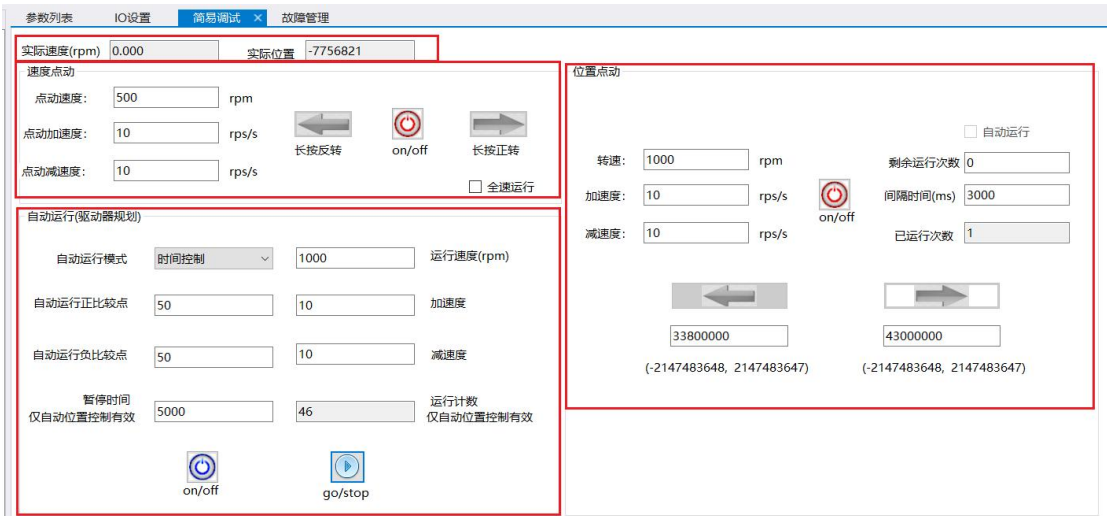 参数列表 IO设置 简易调试 × 故障管理
实际速度(rpm) 0.000 实际位置 -7756821
速度点动
点动速度： 500 rpm
点动加速度： 10 rps/s
点动减速度： 10 rps/s
长按反转 on/off 长按正转
全速运行
自动运行(驱动器规划)
自动运行模式 时间控制 1000 运行速度(rpm)
自动运行正比较点 50 10 加速度
自动运行负比较点 50 10 减速度
暂停时间
仅自动位置控制有效 5000 46 运行计数
仅自动位置控制有效
on/off go/stop
位置点动
自动运行
转速： 1000 rpm 剩余运行次数 0
加速度： 10 rps/s on/off 间隔时间(ms) 3000
减速度： 10 rps/s 已运行次数 1
33800000 43000000
(-2147483648, 2147483647) (-2147483648, 2147483647)